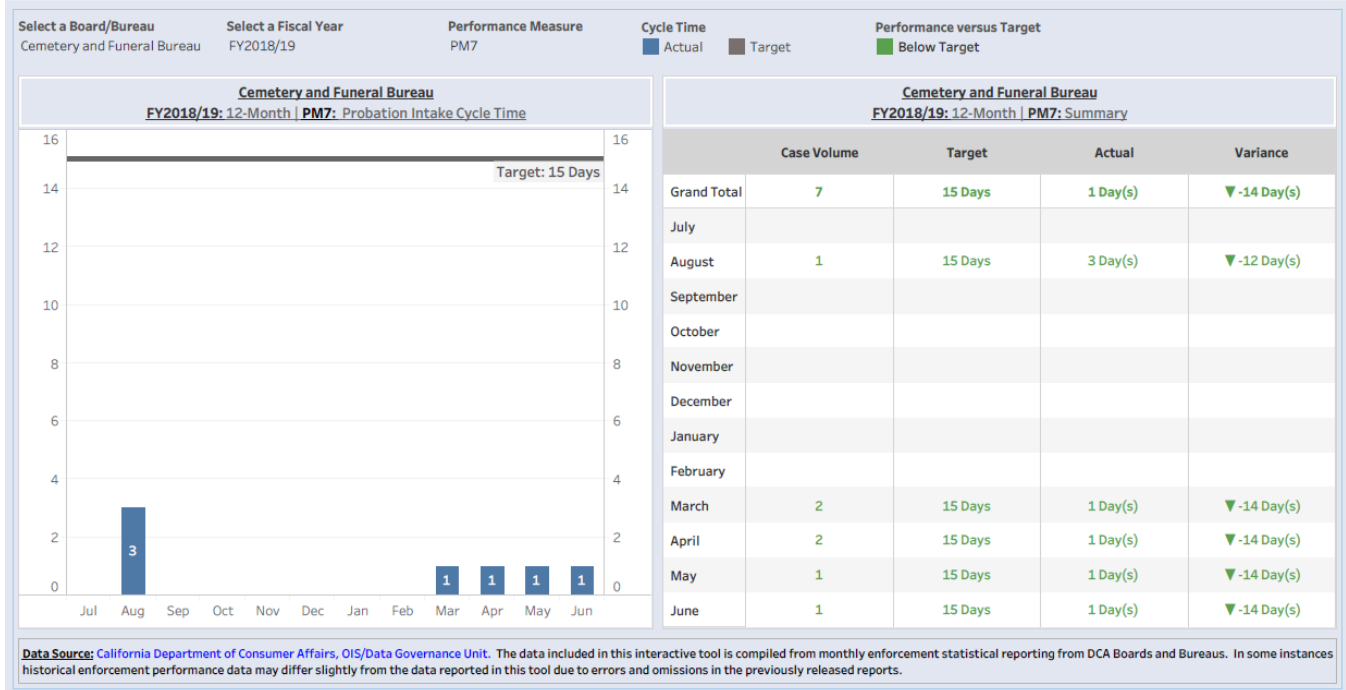 Select a Board/Bureau Select a Fiscal Year Performance Measure Cycle Time Performance versus Target
Cemetery and Funeral Bureau FY2018/19 PM7 Actual Target Below Target
Cemetery and Funeral Bureau
FY2018/19: 12-Month | PM7: Probation Intake Cycle Time
16 16
Target: 15 Days
14 14
12 12
10 10
8 8
6 6
4 4
2 2
3
1 1 1 1
0 0
Jul Aug Sep Oct Nov Dec Jan Feb Mar Apr May Jun
Cemetery and Funeral Bureau
FY2018/19: 12-Month | PM7: Summary
Case Volume Target Actual Variance
Grand Total 7 15 Days 1 Day(s) ▼ -14 Day(s)
July
August 1 15 Days 3 Day(s) ▼ -12 Day(s)
September
October
November
December
January
February
March 2 15 Days 1 Day(s) ▼ -14 Day(s)
April 2 15 Days 1 Day(s) ▼ -14 Day(s)
May 1 15 Days 1 Day(s) ▼ -14 Day(s)
June 1 15 Days 1 Day(s) ▼ -14 Day(s)
Data Source: California Department of Consumer Affairs, OIS/Data Governance Unit. The data included in this interactive tool is compiled from monthly enforcement statistical reporting from DCA Boards and Bureaus. In some instances
historical enforcement performance data may differ slightly from the data reported in this tool due to errors and omissions in the previously released reports.